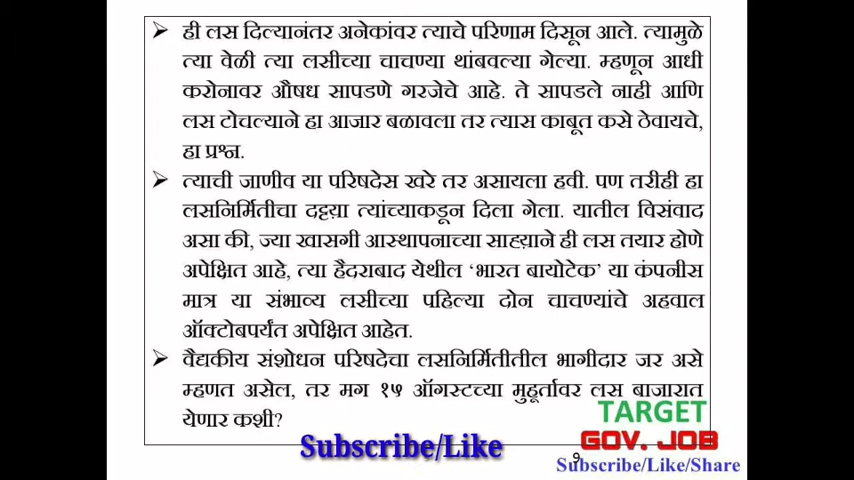 ➢ ही लस दिल्यानंतर अनेकांवर त्याचे परिणाम दिसून आले. त्यामुळे
त्या वेळी त्या लसीच्या चाचण्या थांबवल्या गेल्या. म्हणून आधी
करोनावर औषध सापडणे गरजेचे आहे. ते सापडले नाही आणि
लस टोचल्याने हा आजार बळावला तर त्यास काबूत कसे ठेवायचे,
हा प्रश्न.
➢ त्याची जाणीव या परिषदेस खरे तर असायला हवी. पण तरीही हा
लसनिर्मितीचा दट्टय़ा त्यांच्याकडून दिला गेला. यातील विसंवाद
असा की, ज्या खासगी आस्थापनाच्या साह्य़ाने ही लस तयार होणे
अपेक्षित आहे, त्या हैदराबाद येथील ‘भारत बायोटेक’ या कंपनीस
मात्र या संभाव्य लसीच्या पहिल्या दोन चाचण्यांचे अहवाल
ऑक्टोबपर्यंत अपेक्षित आहेत.
➢ वैद्यकीय संशोधन परिषदेचा लसनिर्मितीतील भागीदार जर असे
म्हणत असेल, तर मग १५ ऑगस्टच्या मुहूर्तावर लस बाजारात
येणार कशी?
TARGET
GOV. JOB
Subscribe/Like
9
Subscribe/Like/Share